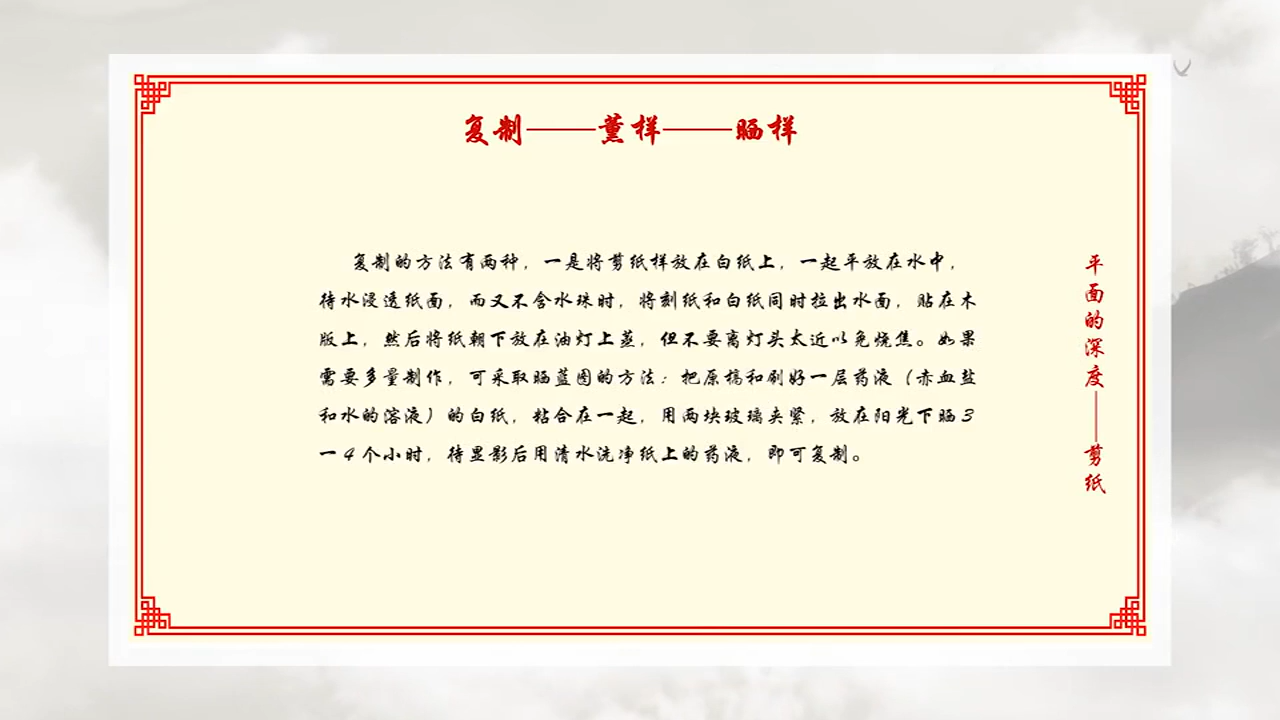 复制——薰样——晒样
复制的方法有两种，一是将剪纸样放在白纸上，一起平放在水中，
待水浸透纸面，而又不含水珠时，将刻纸和白纸同时拉出水面，贴在木
版上，然后将纸朝下放在油灯上蒸，但不要离灯头太近以免烧焦。如果
需要多量制作，可采取晒蓝图的方法：把原稿和刷好一层药液（赤血盐
和水的溶液）的白纸，粘合在一起，用两块玻璃夹紧，放在阳光下晒3
一4个小时，待显影后用清水洗净纸上的药液，即可复制。
平面的深度——剪纸